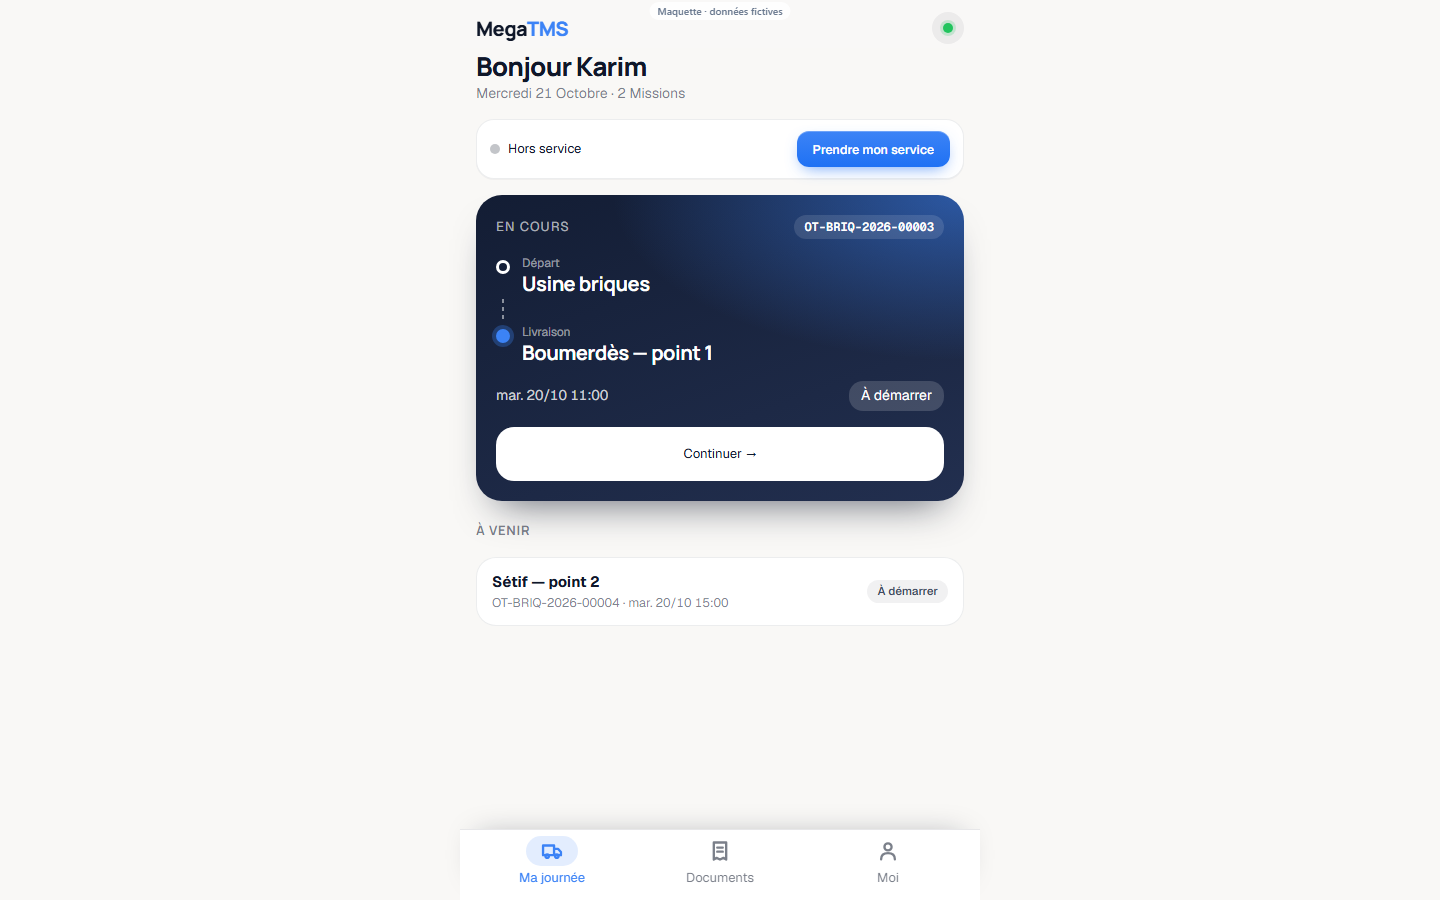 Maquette · données fictives
MegaTMS
Bonjour Karim
Mercredi 21 Octobre · 2 Missions
Hors service
Prendre mon service
EN COURS
OT-BRIQ-2026-00003
Départ
Usine briques
Livraison
Boumerdès — point 1
mar. 20/10 11:00
À démarrer
Continuer →
À VENIR
Sétif — point 2
OT-BRIQ-2026-00004 · mar. 20/10 15:00
À démarrer
Ma journée
Documents
Moi